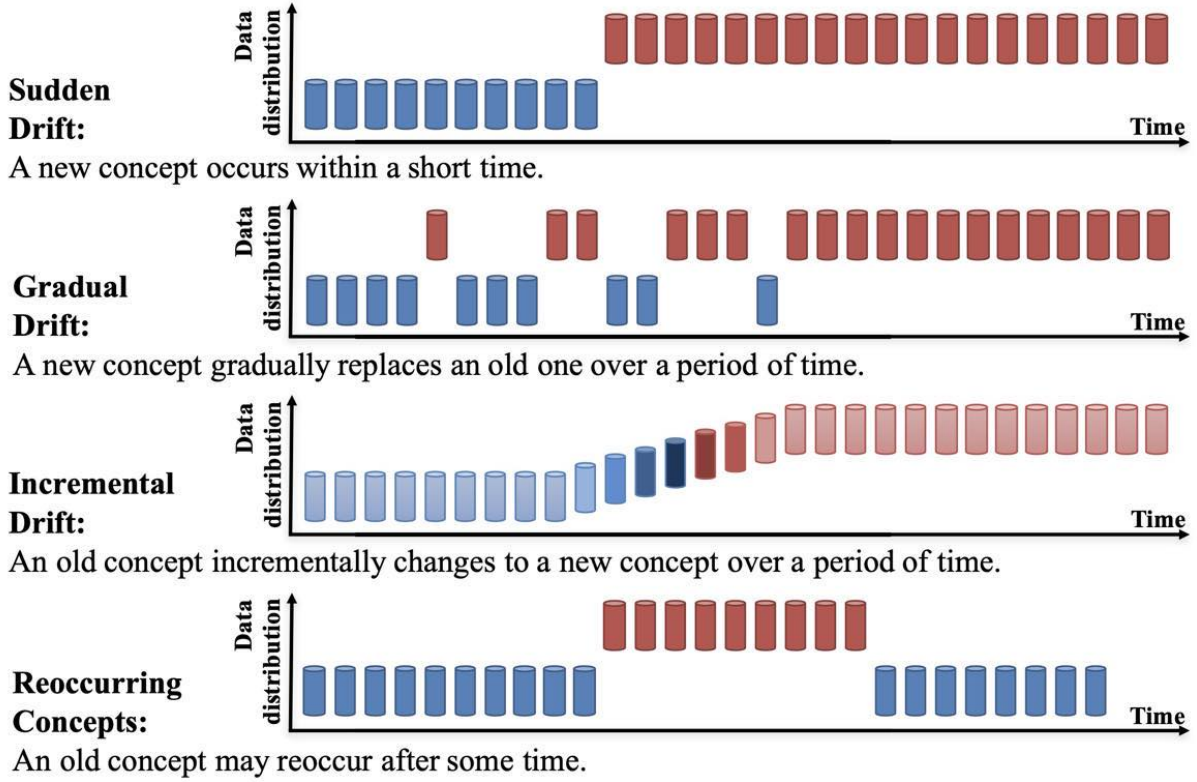 Data
distribution
Sudden
Drift:
Time
A new concept occurs within a short time.
Data
distribution
Gradual
Drift:
Time
A new concept gradually replaces an old one over a period of time.
Data
distribution
Incremental
Drift:
Time
An old concept incrementally changes to a new concept over a period of time.
Data
distribution
Reoccurring
Concepts:
Time
An old concept may reoccur after some time.